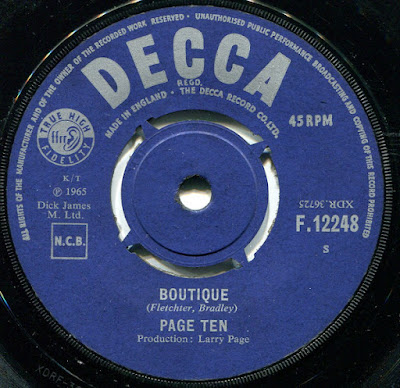 ALL RIGHTS OF THE MANUFACTURER AND OF THE OWNER OF THE RECORDED WORK RESERVED · UNAUTHORISED PUBLIC PERFORMANCE BROADCASTING AND COPYING OF THIS RECORD PROHIBITED
DECCA
REGD.
MADE IN ENGLAND · THE DECCA RECORD CO. LTD.
45 RPM
TRUE HIGH
ffrr
FIDELITY
K/T
℗ 1965
Dick James
M. Ltd.
N.C.B.
XDR.36725
F.12248
S
BOUTIQUE
(Fletchter, Bradley)
PAGE TEN
Production: Larry Page